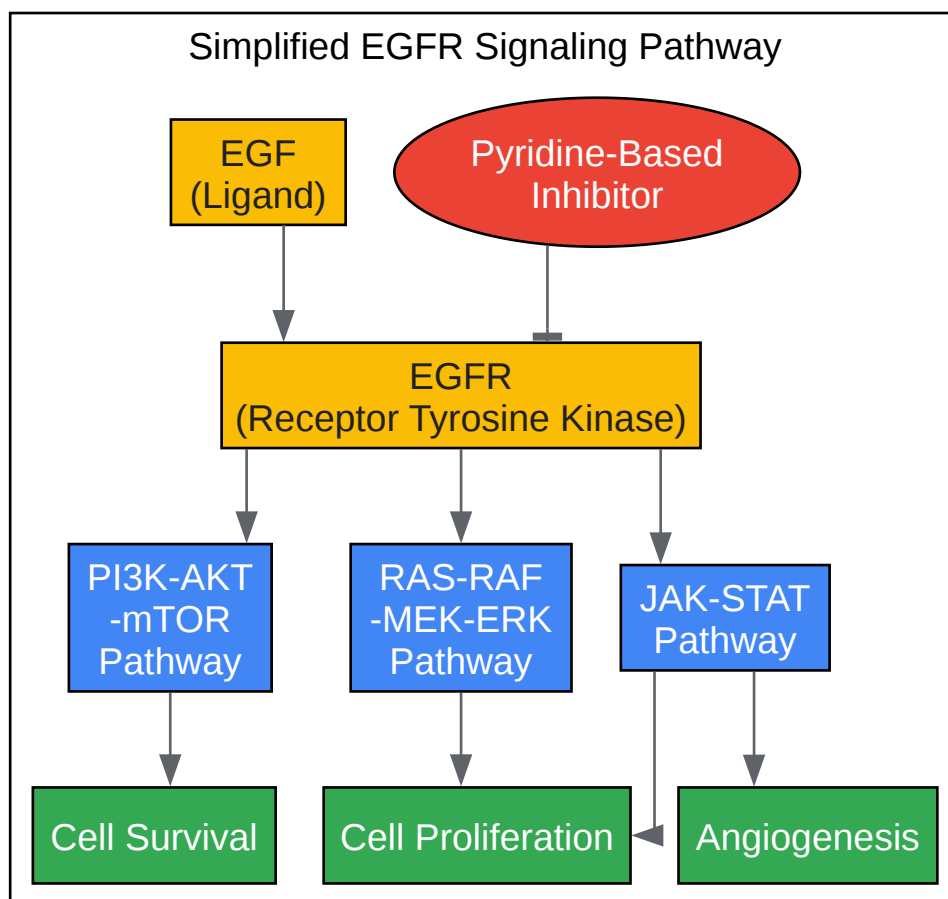 Simplified EGFR Signaling Pathway
EGF
(Ligand)
Pyridine-Based
Inhibitor
EGFR
(Receptor Tyrosine Kinase)
PI3K-AKT
-mTOR
Pathway
RAS-RAF
-MEK-ERK
Pathway
JAK-STAT
Pathway
Cell Survival
Cell Proliferation
Angiogenesis